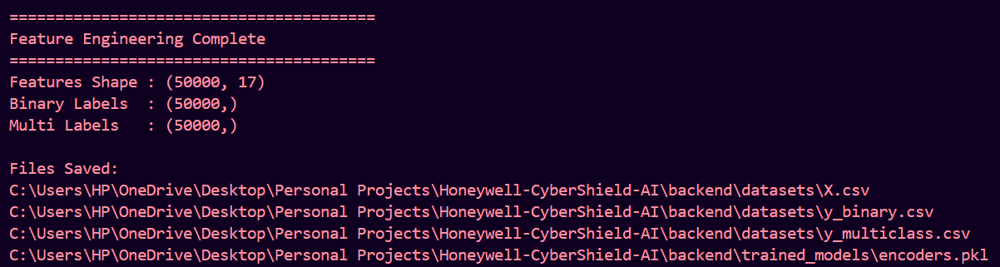 ========================================
Feature Engineering Complete
========================================
Features Shape : (50000, 17)
Binary Labels  : (50000,)
Multi Labels   : (50000,)

Files Saved:
C:\Users\HP\OneDrive\Desktop\Personal Projects\Honeywell-CyberShield-AI\backend\datasets\X.csv
C:\Users\HP\OneDrive\Desktop\Personal Projects\Honeywell-CyberShield-AI\backend\datasets\y_binary.csv
C:\Users\HP\OneDrive\Desktop\Personal Projects\Honeywell-CyberShield-AI\backend\datasets\y_multiclass.csv
C:\Users\HP\OneDrive\Desktop\Personal Projects\Honeywell-CyberShield-AI\backend\trained_models\encoders.pkl